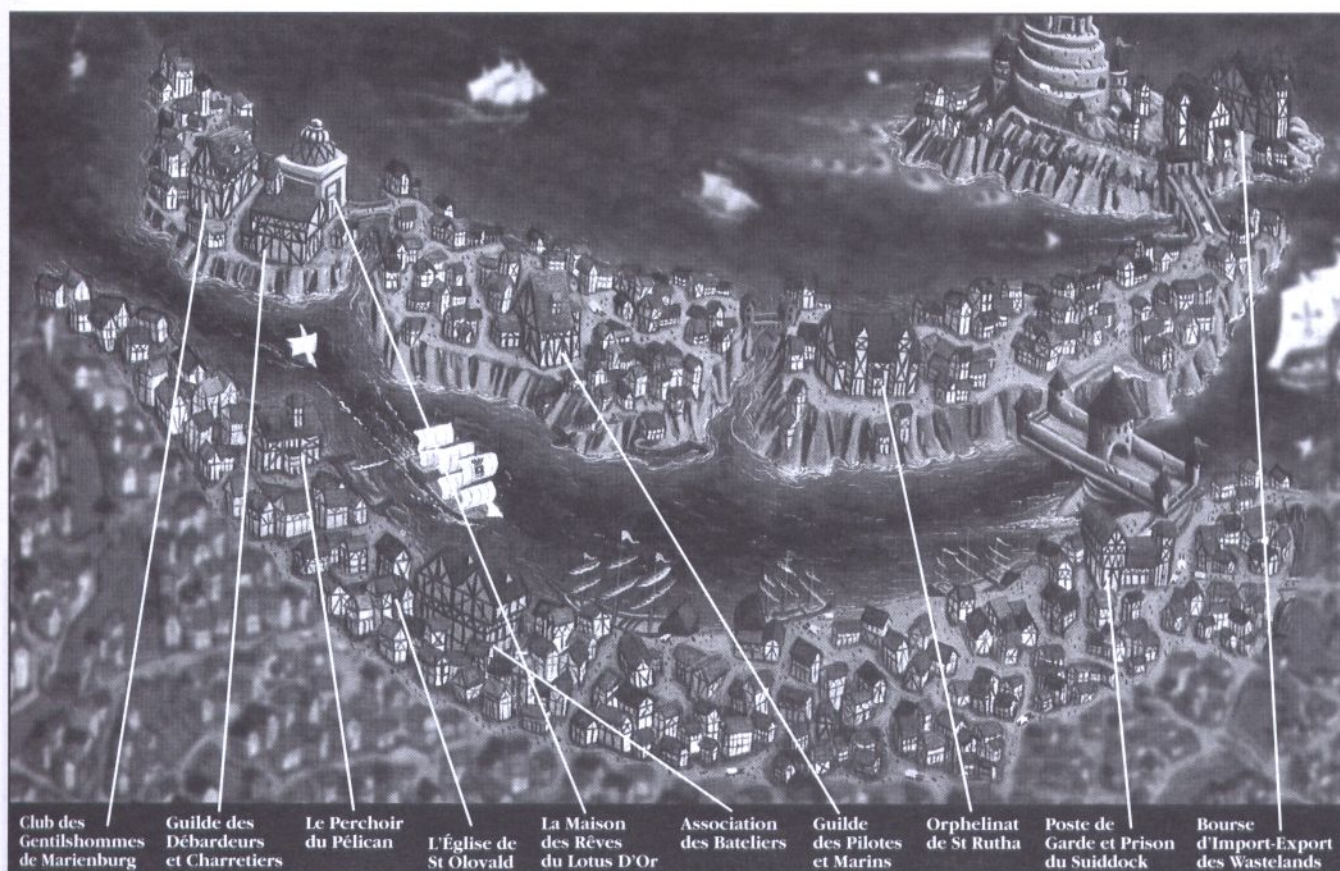 Club des
Gentilshommes
de Marienburg
Guilde des
Débardeurs
et Charretiers
Le Perchoir
du Pélican
L'Église de
St Olovald
La Maison
des Rêves
du Lotus D'Or
Association
des Bateliers
Guilde
des Pilotes
et Marins
Orphelinat
de St Rutha
Poste de
Garde et Prison
du Suiddock
Bourse
d'Import-Export
des Wastelands